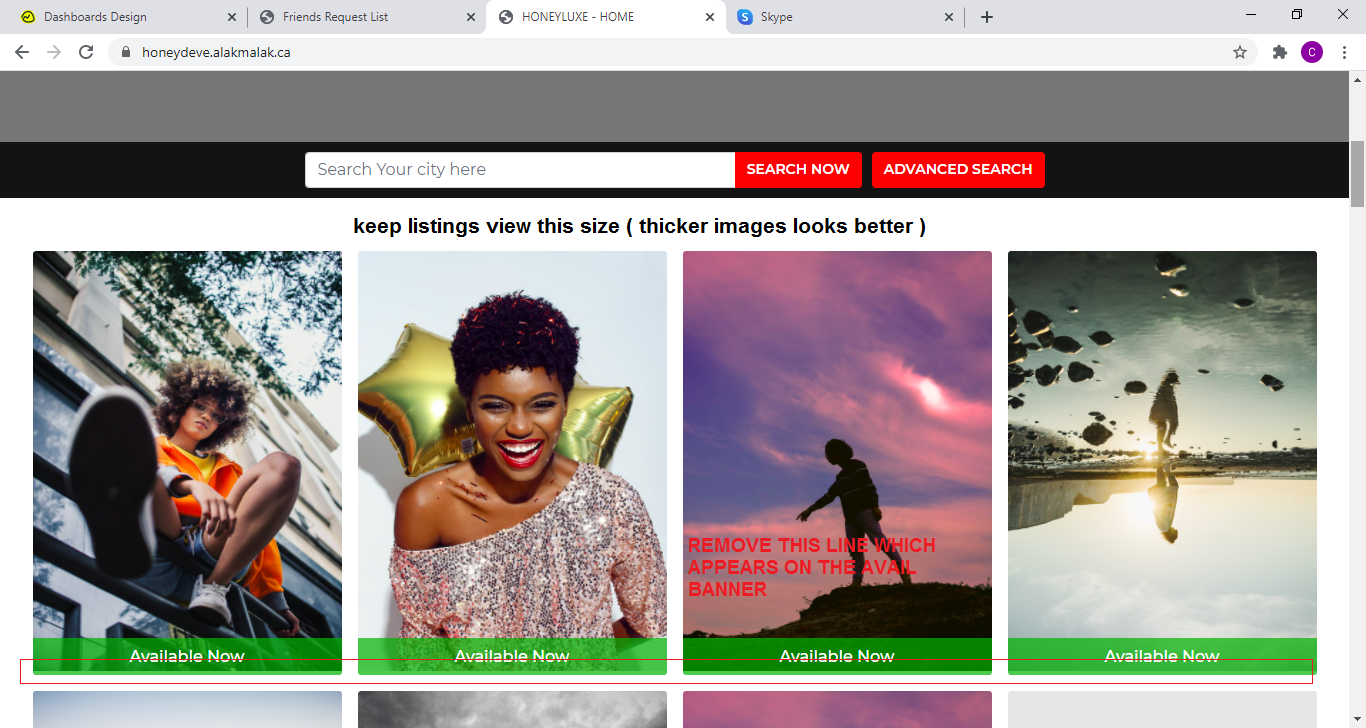 Dashboards Design
Friends Request List
HONEYLUXE - HOME
Skype
honeydeve.alakmalak.ca
C
Search Your city here
SEARCH NOW
ADVANCED SEARCH
keep listings view this size ( thicker images looks better )
REMOVE THIS LINE WHICH
APPEARS ON THE AVAIL
BANNER
Available Now
Available Now
Available Now
Available Now